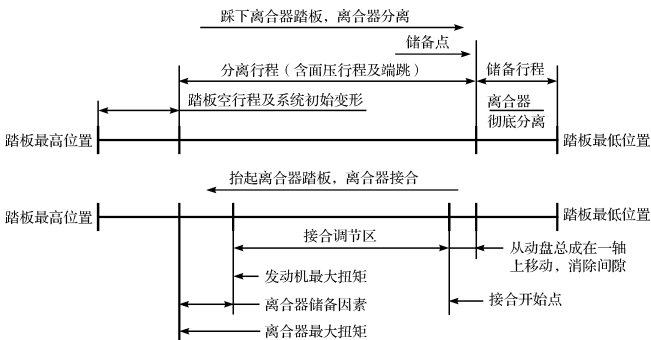 踩下离合器踏板，离合器分离
储备点
分离行程（含面压行程及端跳）
储备行程
踏板空行程及系统初始变形
离合器
彻底分离
踏板最高位置
踏板最低位置
抬起离合器踏板，离合器接合
踏板最高位置
踏板最低位置
接合调节区
从动盘总成在一轴
上移动，消除间隙
发动机最大扭矩
离合器储备因素
接合开始点
离合器最大扭矩